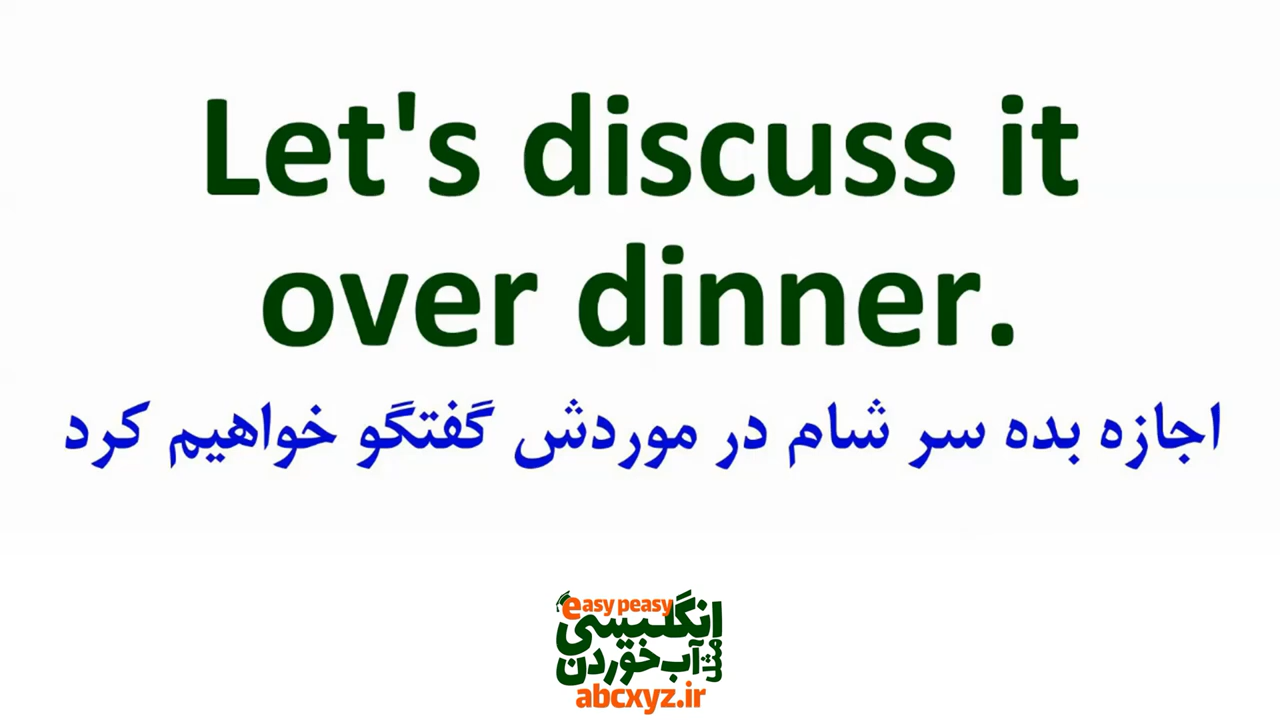 Let's discuss it
over dinner.
اجازه بده سر شام در موردش گفتگو خواهیم کرد
easy peasy
انگلیسی
مثل آب خوردن
abcxyz.ir